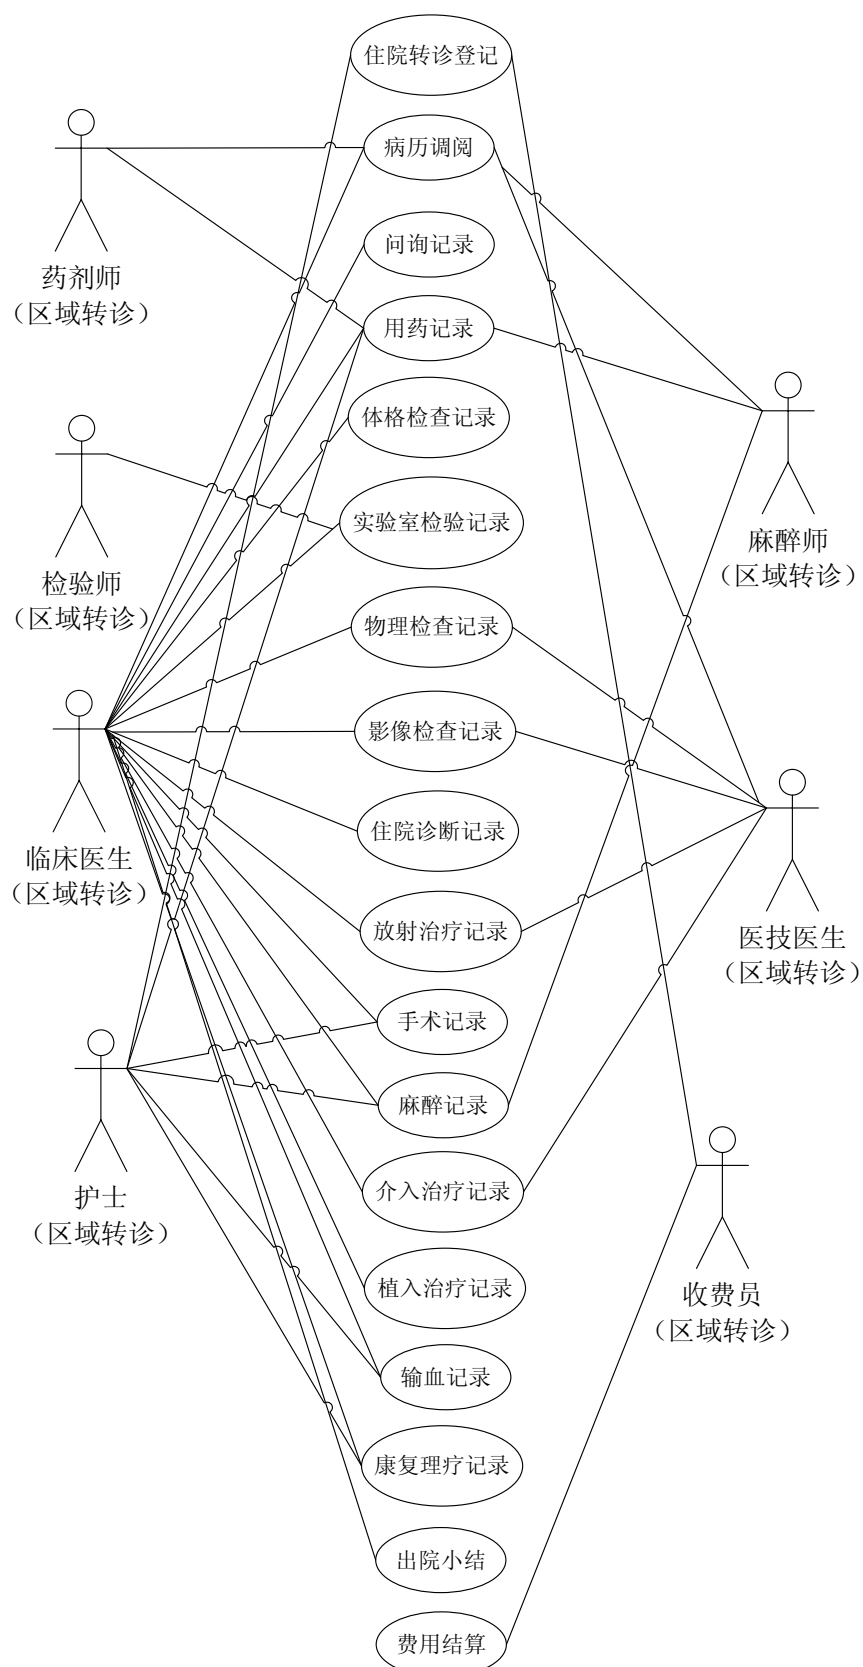 住院转诊登记
病历调阅
药剂师
（区域转诊）
问询记录
用药记录
体格检查记录
实验室检验记录
麻醉师
（区域转诊）
检验师
（区域转诊）
物理检查记录
影像检查记录
住院诊断记录
临床医生
（区域转诊）
放射治疗记录
医技医生
（区域转诊）
手术记录
麻醉记录
介入治疗记录
护士
（区域转诊）
植入治疗记录
收费员
（区域转诊）
输血记录
康复理疗记录
出院小结
费用结算